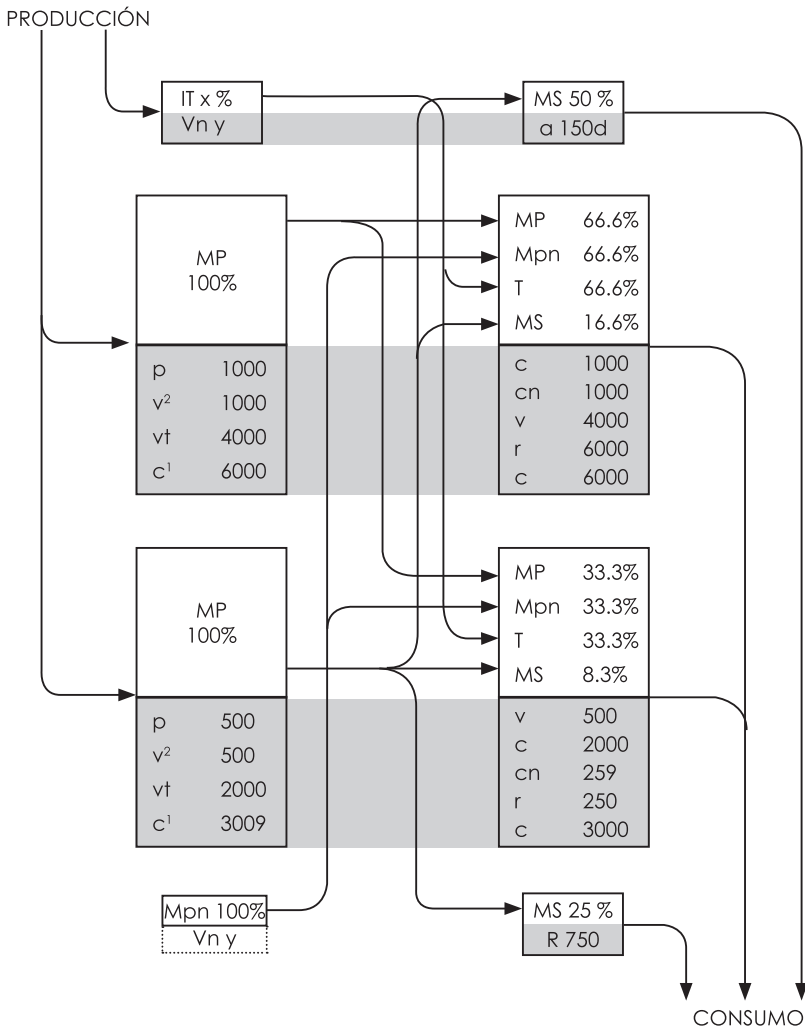 PRODUCCIÓN
IT x %
Vn y
MS 50 %
a 150d
MP
100%
p 1000
v² 1000
vt 4000
c¹ 6000
MP 66.6%
Mpn 66.6%
T 66.6%
MS 16.6%
c 1000
cn 1000
v 4000
r 6000
c 6000
MP
100%
p 500
v² 500
vt 2000
c¹ 3009
MP 33.3%
Mpn 33.3%
T 33.3%
MS 8.3%
v 500
c 2000
cn 259
r 250
c 3000
Mpn 100%
Vn y
MS 25 %
R 750
CONSUMO